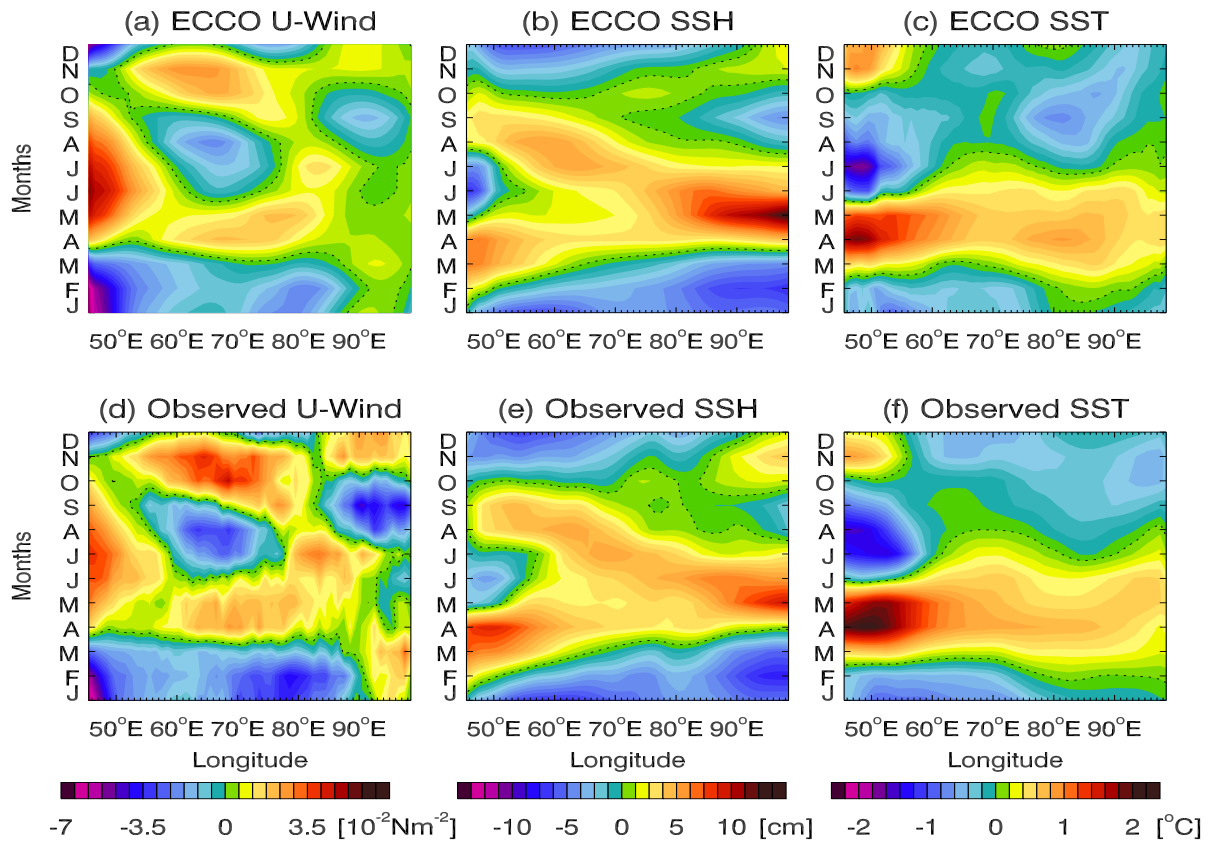 (a) ECCO U-Wind (b) ECCO SSH (c) ECCO SST
Months
D
N
O
S
A
J
J
M
A
M
F
J
D
N
O
S
A
J
J
M
A
M
F
J
D
N
O
S
A
J
J
M
A
M
F
J
50°E 60°E 70°E 80°E 90°E 50°E 60°E 70°E 80°E 90°E 50°E 60°E 70°E 80°E 90°E
(d) Observed U-Wind (e) Observed SSH (f) Observed SST
Months
D
N
O
S
A
J
J
M
A
M
F
J
D
N
O
S
A
J
J
M
A
M
F
J
D
N
O
S
A
J
J
M
A
M
F
J
50°E 60°E 70°E 80°E 90°E 50°E 60°E 70°E 80°E 90°E 50°E 60°E 70°E 80°E 90°E
Longitude Longitude Longitude
-7 -3.5 0 3.5 [10⁻²Nm⁻²] -10 -5 0 5 10 [cm] -2 -1 0 1 2 [°C]